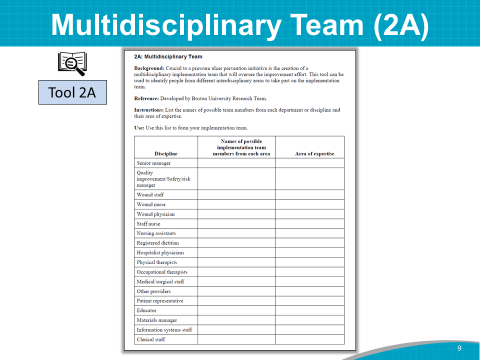 Multidisciplinary Team (2A)
Tool 2A
2A: Multidisciplinary Team
Background: Crucial to a pressure ulcer prevention initiative is the creation of a
multidisciplinary implementation team that will oversee the improvement effort. This tool can be
used to identify people from different interdisciplinary areas to take part on the implementation
team.
Reference: Developed by Boston University Research Team.
Instructions: List the names of possible team members from each department or discipline and
their area of expertise.
Use: Use this list to form your implementation team.
Names of possible
implementation team
Discipline members from each area Area of expertise
Senior manager
Quality
improvement/Safety/risk
manager
Wound staff
Wound nurse
Wound physician
Staff nurse
Nursing assistants
Registered dietitian
Hospitalist physician
Physical therapists
Occupational therapists
Medical surgical staff
Other providers
Patient representative
Educator
Materials manager
Information systems staff
Clerical staff
9